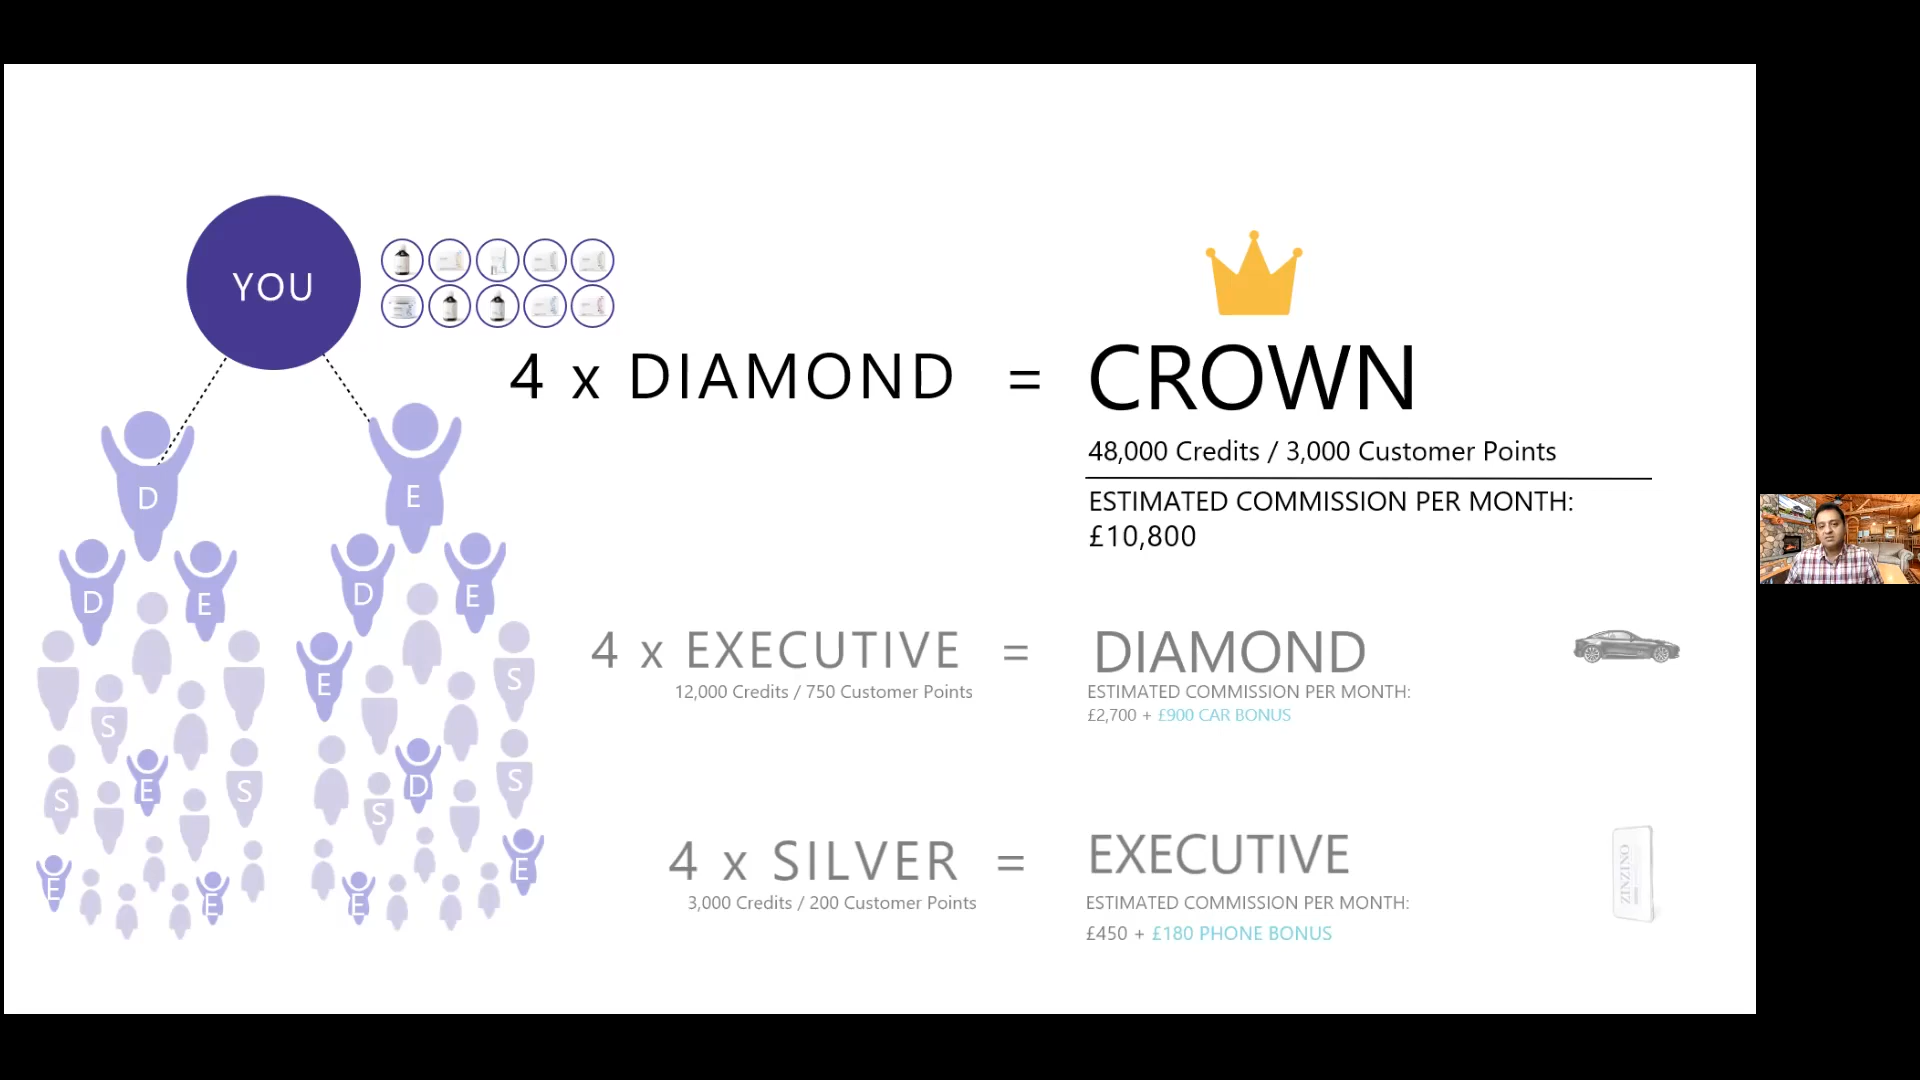 YOU
4 x DIAMOND = CROWN
48,000 Credits / 3,000 Customer Points
ESTIMATED COMMISSION PER MONTH:
£10,800
D
E
D
E
D
E
4 x EXECUTIVE = DIAMOND
12,000 Credits / 750 Customer Points
ESTIMATED COMMISSION PER MONTH:
£2,700 + £900 CAR BONUS
E
S
S
E
S
S
D
S
S
4 x SILVER = EXECUTIVE
3,000 Credits / 200 Customer Points
ESTIMATED COMMISSION PER MONTH:
£450 + £180 PHONE BONUS
ZINZINO
E
E
E
E